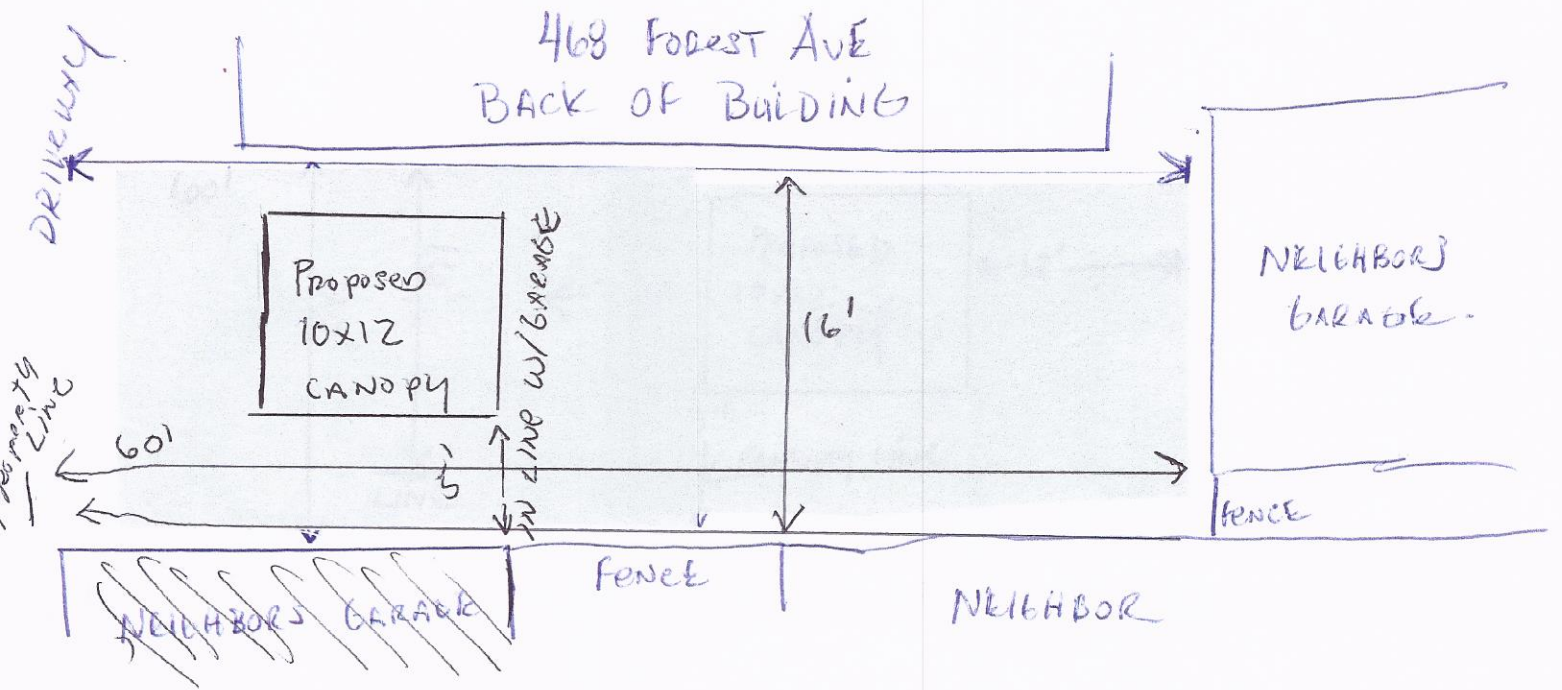 468 FOREST AVE
BACK OF BUILDING
DRIVEWAY
PROPOSED
10x12
CANOPY
IN LINE W/GARAGE
16'
NEIGHBORS
GARAGE.
PROPERTY
LINE
60'
5'
FENCE
FENCE
NEIGHBORS GARAGE
NEIGHBOR